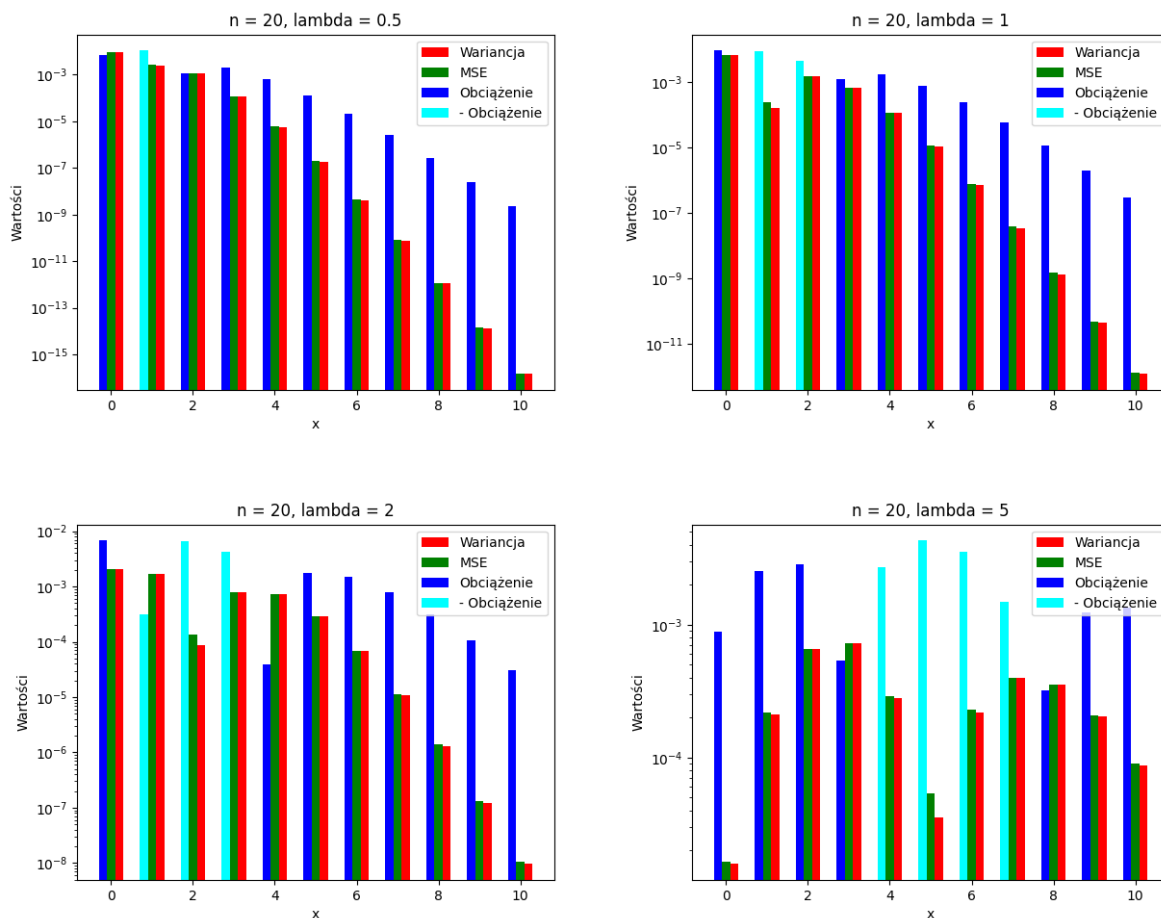 n = 20, lambda = 0.5
Wartości
10⁻³
10⁻⁵
10⁻⁷
10⁻⁹
10⁻¹¹
10⁻¹³
10⁻¹⁵
Wariancja
MSE
Obciążenie
- Obciążenie
0 2 4 6 8 10
x
n = 20, lambda = 1
Wartości
10⁻³
10⁻⁵
10⁻⁷
10⁻⁹
10⁻¹¹
Wariancja
MSE
Obciążenie
- Obciążenie
0 2 4 6 8 10
x
n = 20, lambda = 2
Wartości
10⁻²
10⁻³
10⁻⁴
10⁻⁵
10⁻⁶
10⁻⁷
10⁻⁸
Wariancja
MSE
Obciążenie
- Obciążenie
0 2 4 6 8 10
x
n = 20, lambda = 5
Wartości
10⁻³
10⁻⁴
Wariancja
MSE
Obciążenie
- Obciążenie
0 2 4 6 8 10
x